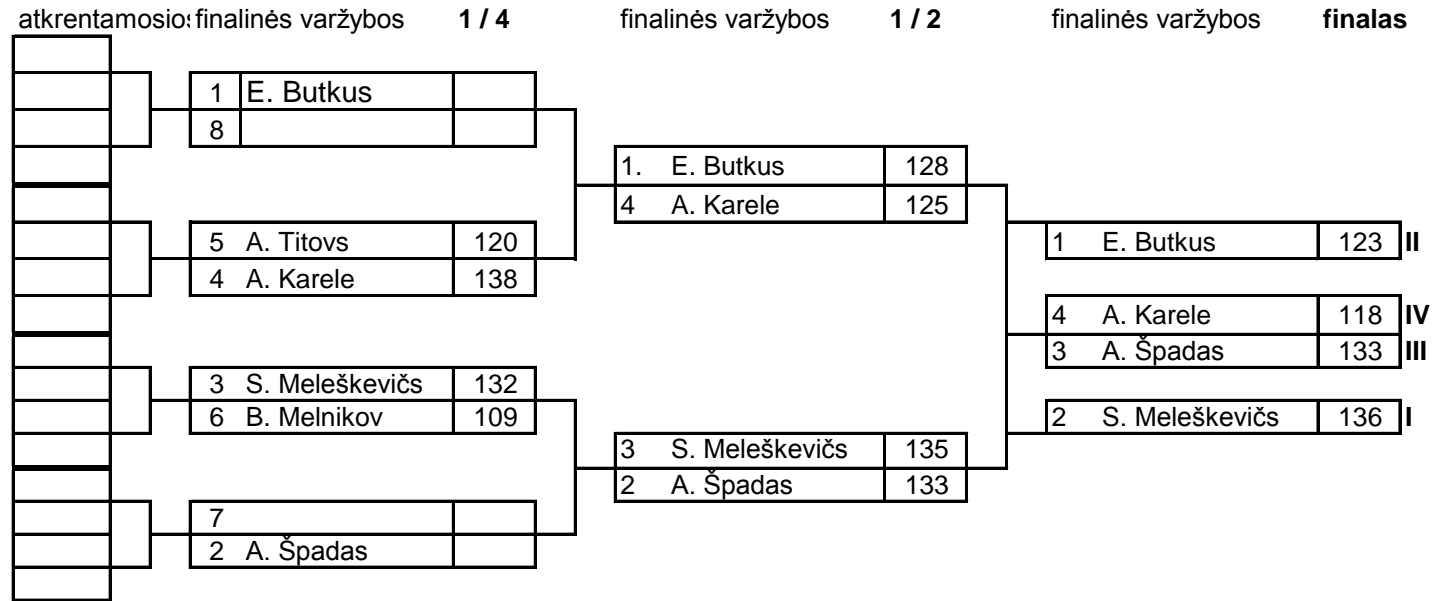 atkrentamosios finalinės varžybos 1 / 4 finalinės varžybos 1 / 2 finalinės varžybos finalas
1 E. Butkus
8
1. E. Butkus 128
4 A. Karele 125
5 A. Titovs 120
4 A. Karele 138
1 E. Butkus 123 II
4 A. Karele 118 IV
3 A. Špadas 133 III
3 S. Meleškevičs 132
6 B. Melnikov 109
2 S. Meleškevičs 136 I
3 S. Meleškevičs 135
2 A. Špadas 133
7
2 A. Špadas